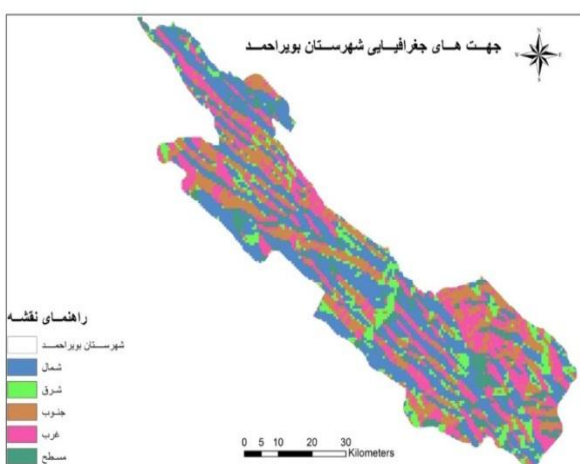 جهت های جغرافیایی شهرستان بویراحمد
N
W E
S
راهنمای نقشه
شهرستان بویراحمد
شمال
شرق
جنوب
غرب
مسطح
0 5 10 20 30
Kilometers